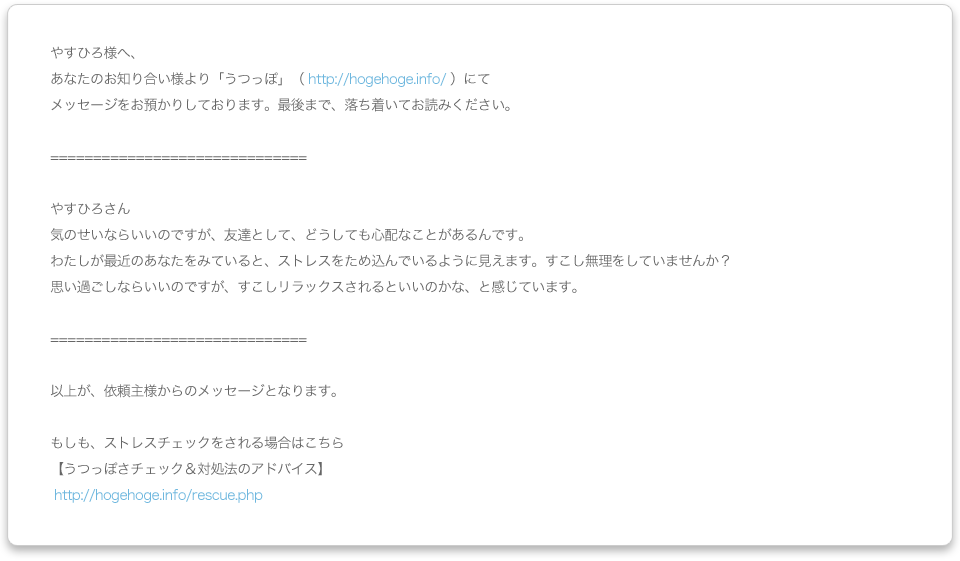 やすひろ様へ、
あなたのお知り合い様より「うつっぽ」（ http://hogehoge.info/ ）にて
メッセージをお預かりしております。最後まで、落ち着いてお読みください。
==============================
やすひろさん
気のせいならいいのですが、友達として、どうしても心配なことがあるんです。
わたしが最近のあなたをみていると、ストレスをため込んでいるように見えます。すこし無理をしていませんか？
思い過ごしならいいのですが、すこしリラックスされるといいのかな、と感じています。
==============================
以上が、依頼主様からのメッセージとなります。
もしも、ストレスチェックをされる場合はこちら
【うつっぽさチェック＆対処法のアドバイス】
http://hogehoge.info/rescue.php